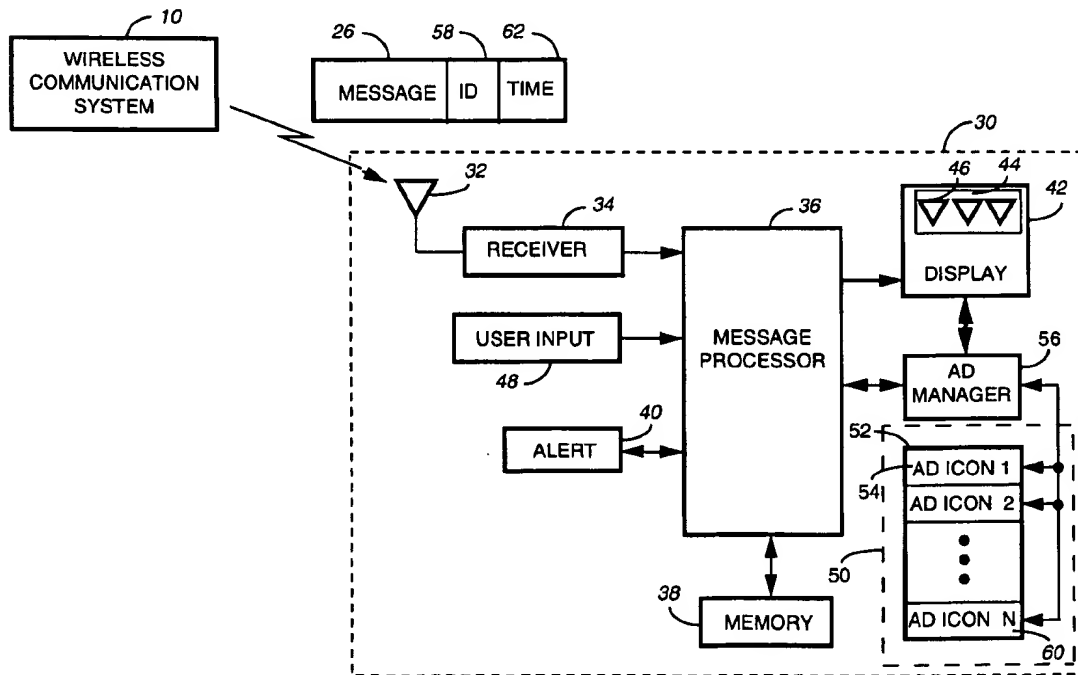 10
26
58
62
WIRELESS
COMMUNICATION
SYSTEM
MESSAGE ID TIME
30
32
46
44
42
34
36
RECEIVER
DISPLAY
USER INPUT
48
MESSAGE
PROCESSOR
56
AD
MANAGER
40
ALERT
52
54
AD ICON 1
AD ICON 2
50
38
MEMORY
AD ICON N
60